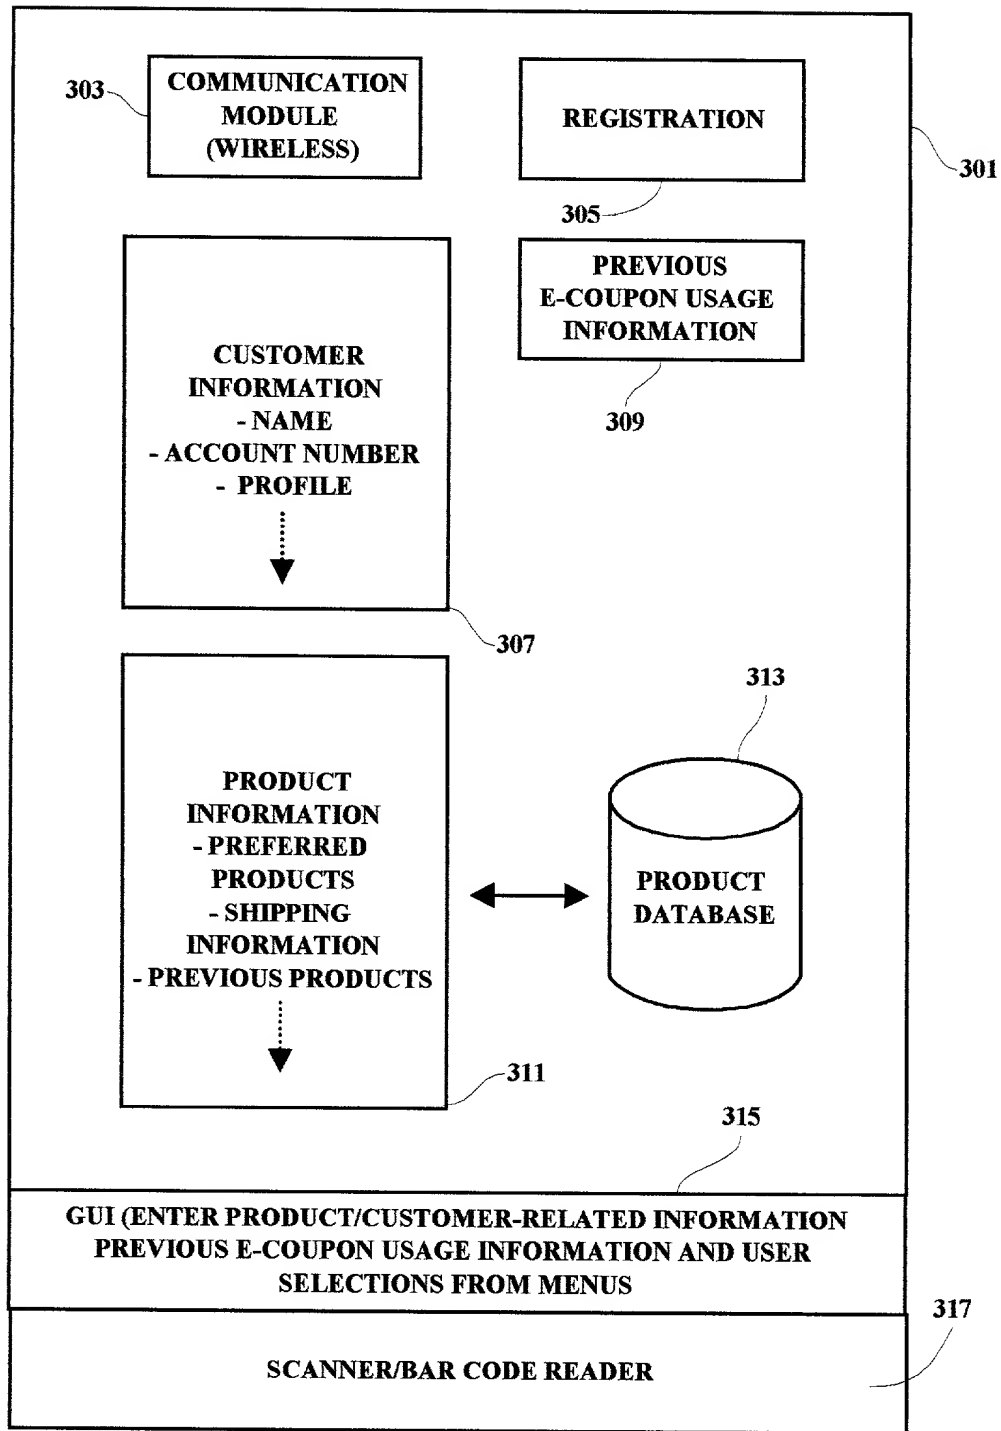 303
COMMUNICATION
MODULE
(WIRELESS)
REGISTRATION
301
305
CUSTOMER
INFORMATION
- NAME
- ACCOUNT NUMBER
- PROFILE
307
PREVIOUS
E-COUPON USAGE
INFORMATION
309
PRODUCT
INFORMATION
- PREFERRED
PRODUCTS
- SHIPPING
INFORMATION
- PREVIOUS PRODUCTS
311
313
PRODUCT
DATABASE
315
GUI (ENTER PRODUCT/CUSTOMER-RELATED INFORMATION
PREVIOUS E-COUPON USAGE INFORMATION AND USER
SELECTIONS FROM MENUS
317
SCANNER/BAR CODE READER